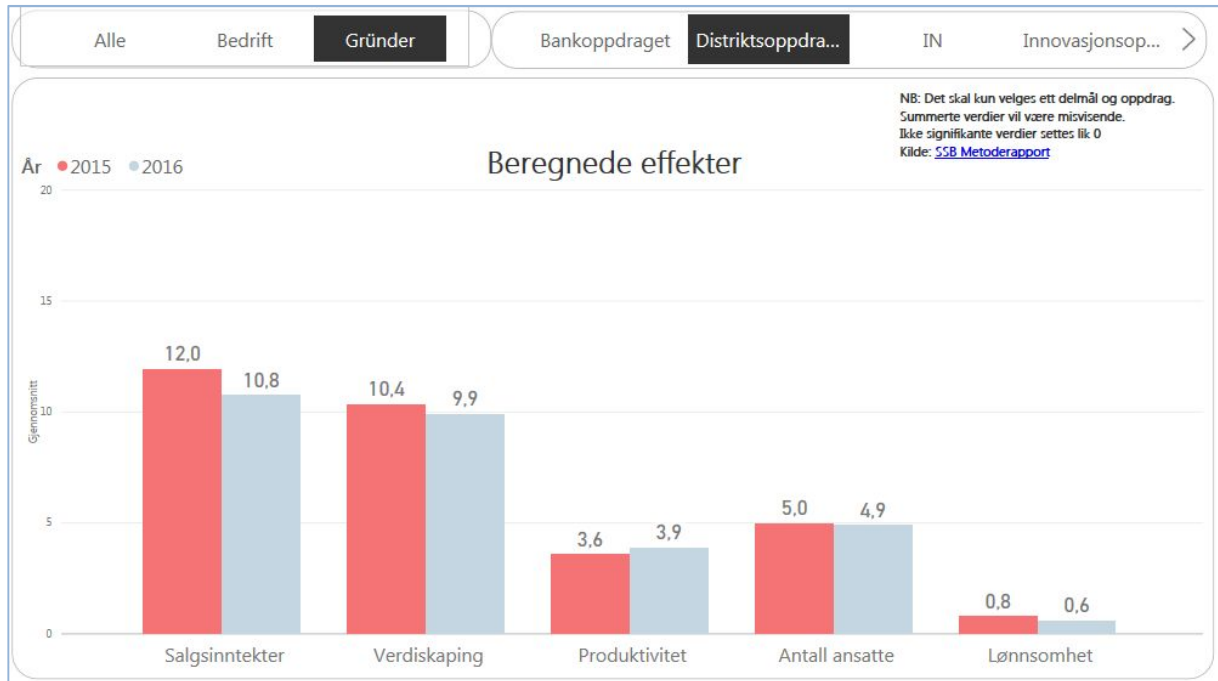 Alle Bedrift Gründer Bankoppdraget Distriktsoppdra... IN Innovasjonsop...
NB: Det skal kun velges ett delmål og oppdrag.
Summerte verdier vil være misvisende.
Ikke signifikante verdier settes lik 0
Kilde: SSB Metoderapport
Beregnede effekter
År 2015 2016
20
15
10
5
0
Gjennomsnitt
12,0
10,8
10,4
9,9
3,6
3,9
5,0
4,9
0,8
0,6
Salgsinntekter Verdiskaping Produktivitet Antall ansatte Lønnsomhet